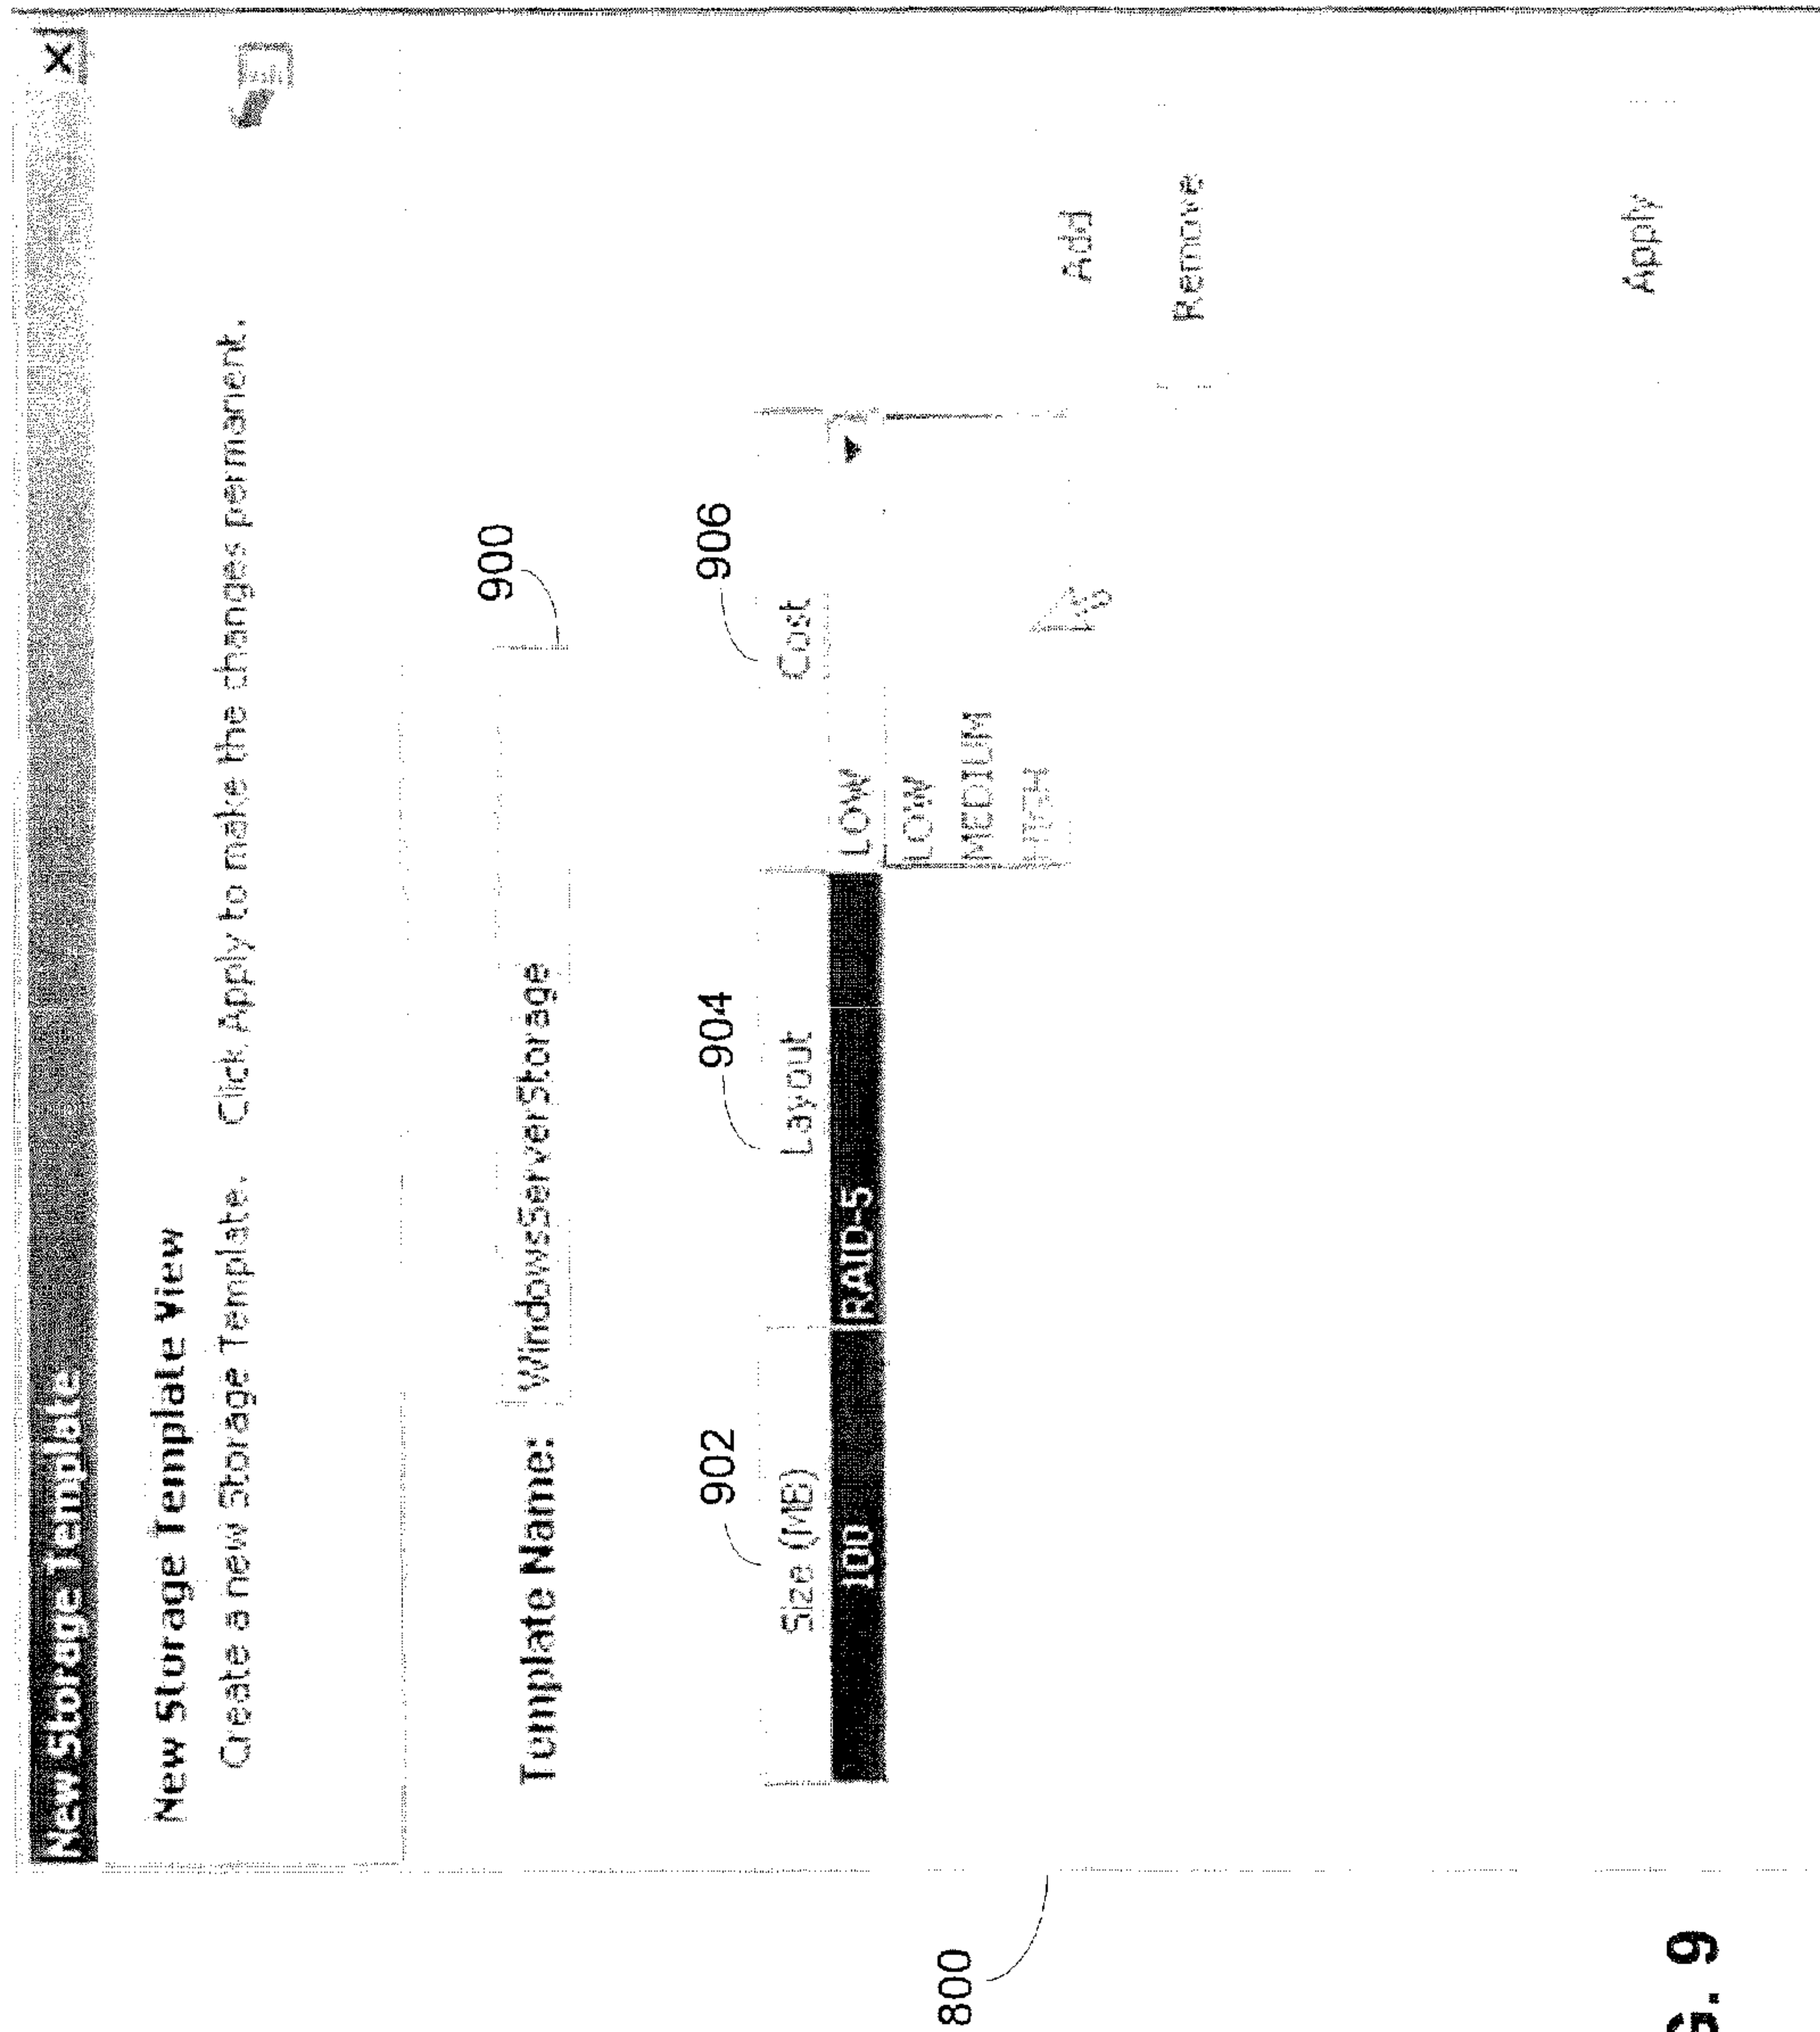 New Storage Template
New Storage Template View
Create a new Storage Template. Click Apply to make the changes permanent.
900
Template Name: WindowsServerStorage
902 904 906
Size (MB) Layout Cost
100 RAID-5 LOW
LOW
MEDIUM
HIGH
Add
Remove
Apply
800
G. 9